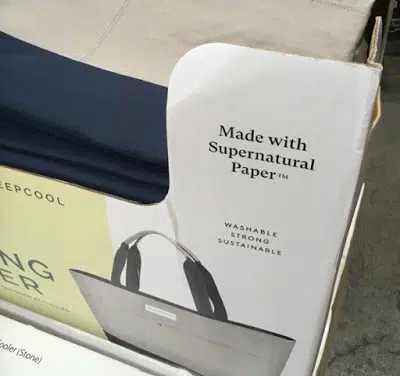 Made with
Supernatural
Paper™
WASHABLE
STRONG
SUSTAINABLE
EEPCOOL
NG
ER
ooler (Stone)